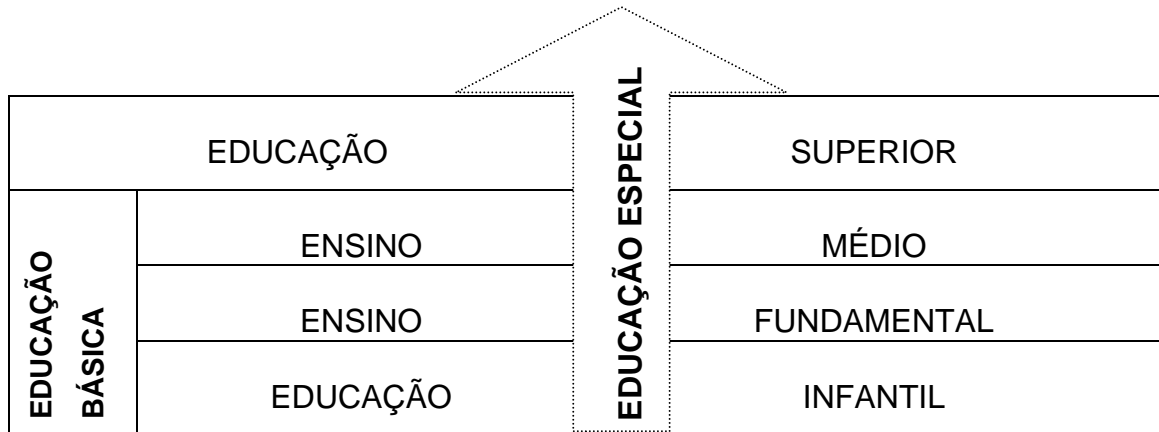 EDUCAÇÃO SUPERIOR
ENSINO MÉDIO
ENSINO FUNDAMENTAL
EDUCAÇÃO INFANTIL
EDUCAÇÃO
BÁSICA
EDUCAÇÃO ESPECIAL